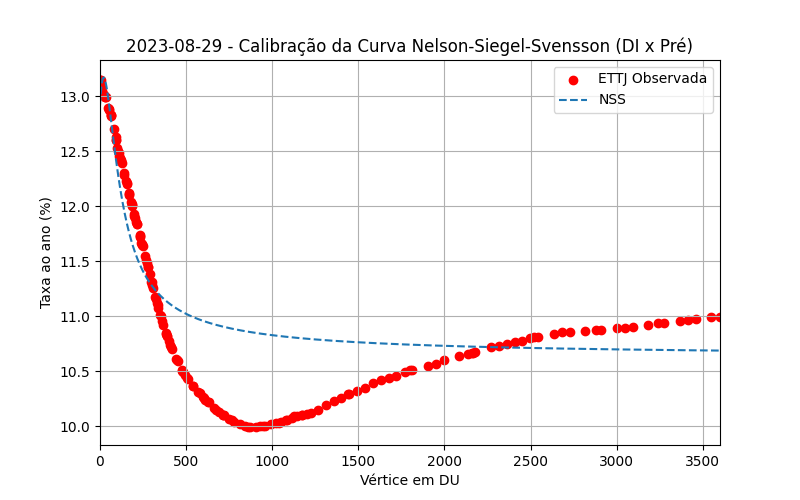 2023-08-29 - Calibração da Curva Nelson-Siegel-Svensson (DI x Pré)
ETTJ Observada
NSS
Taxa ao ano (%)
13.0
12.5
12.0
11.5
11.0
10.5
10.0
0 500 1000 1500 2000 2500 3000 3500
Vértice em DU